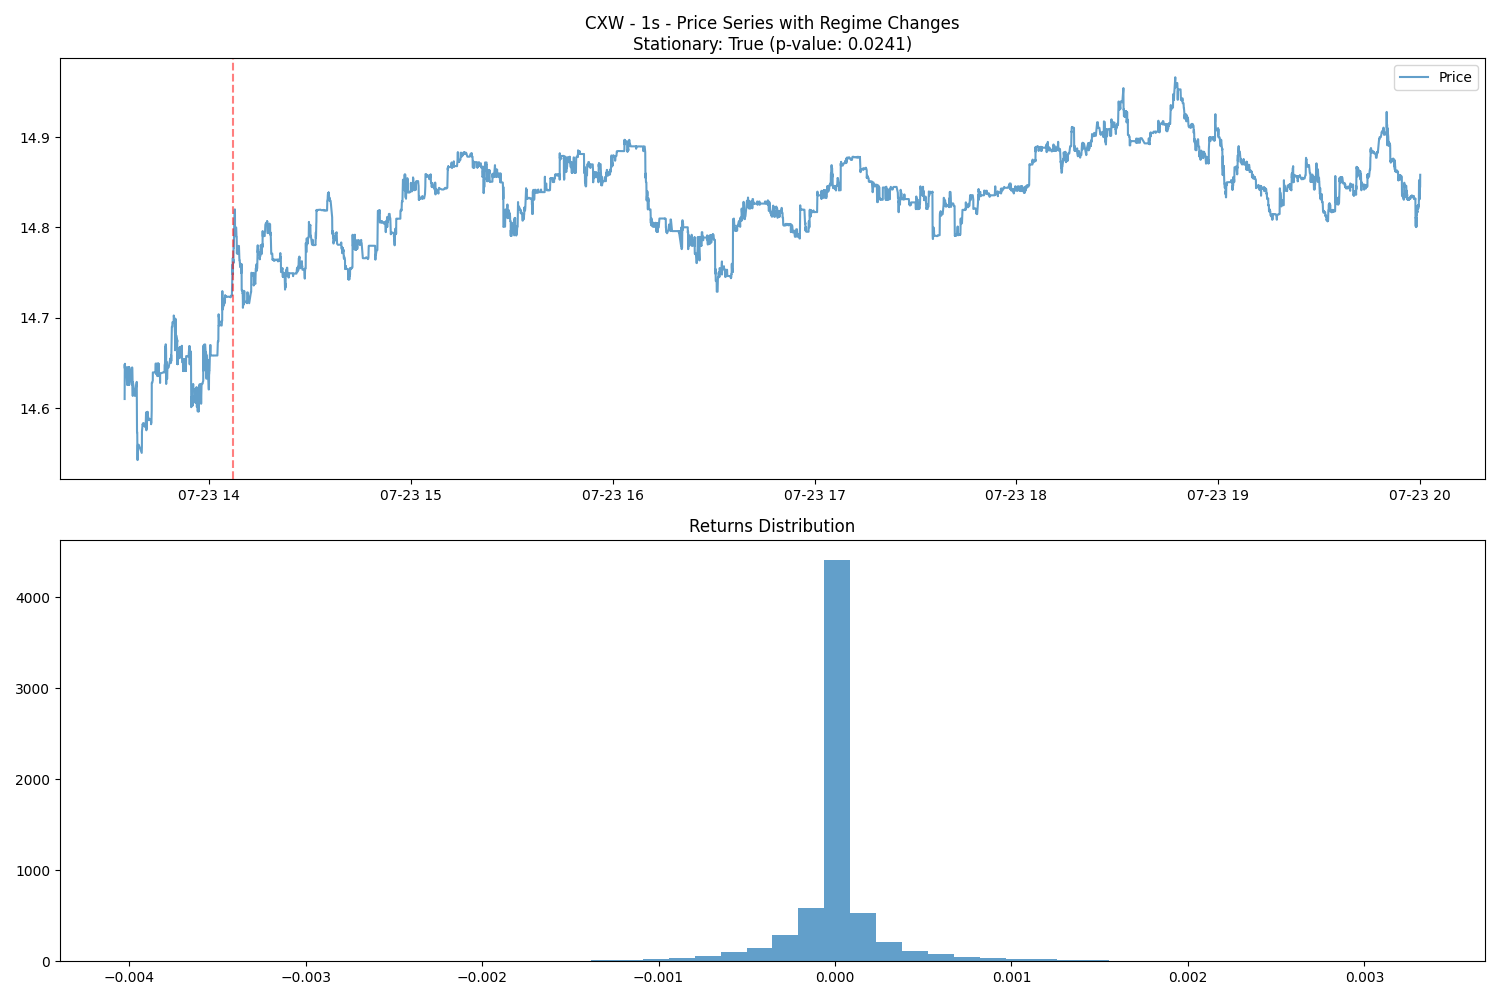 CXW - 1s - Price Series with Regime Changes
Stationary: True (p-value: 0.0241)
Price
14.9
14.8
14.7
14.6
07-23 14 07-23 15 07-23 16 07-23 17 07-23 18 07-23 19 07-23 20
Returns Distribution
4000
3000
2000
1000
0
−0.004 −0.003 −0.002 −0.001 0.000 0.001 0.002 0.003